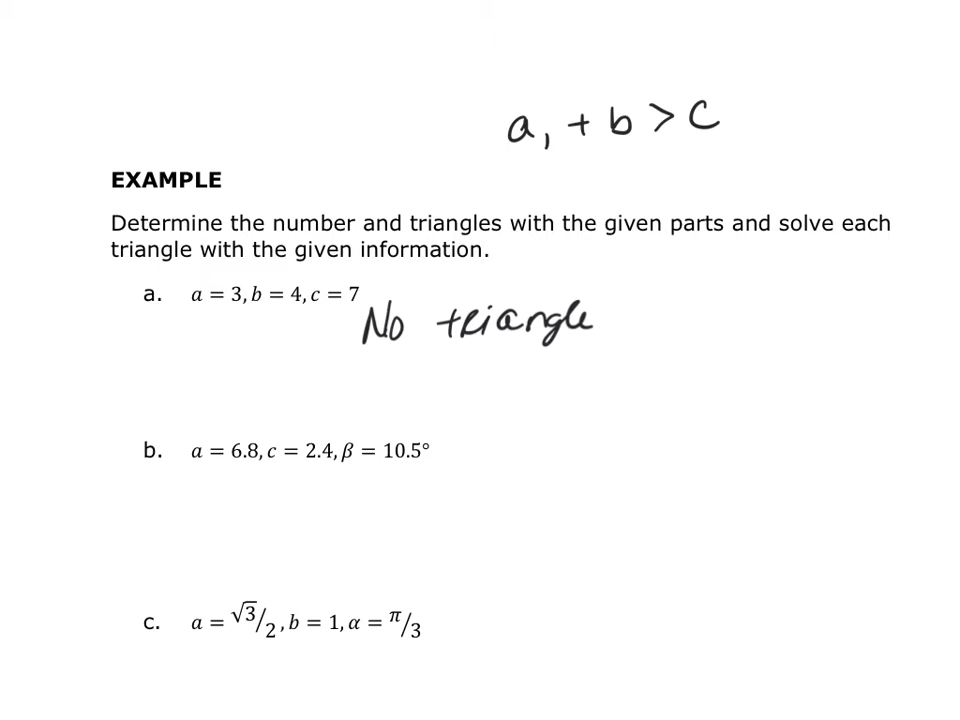 a, + b > c
EXAMPLE
Determine the number and triangles with the given parts and solve each
triangle with the given information.
a. a = 3, b = 4, c = 7
No triangle
b. a = 6.8, c = 2.4, β = 10.5°
c. a = √3/2, b = 1, α = π/3